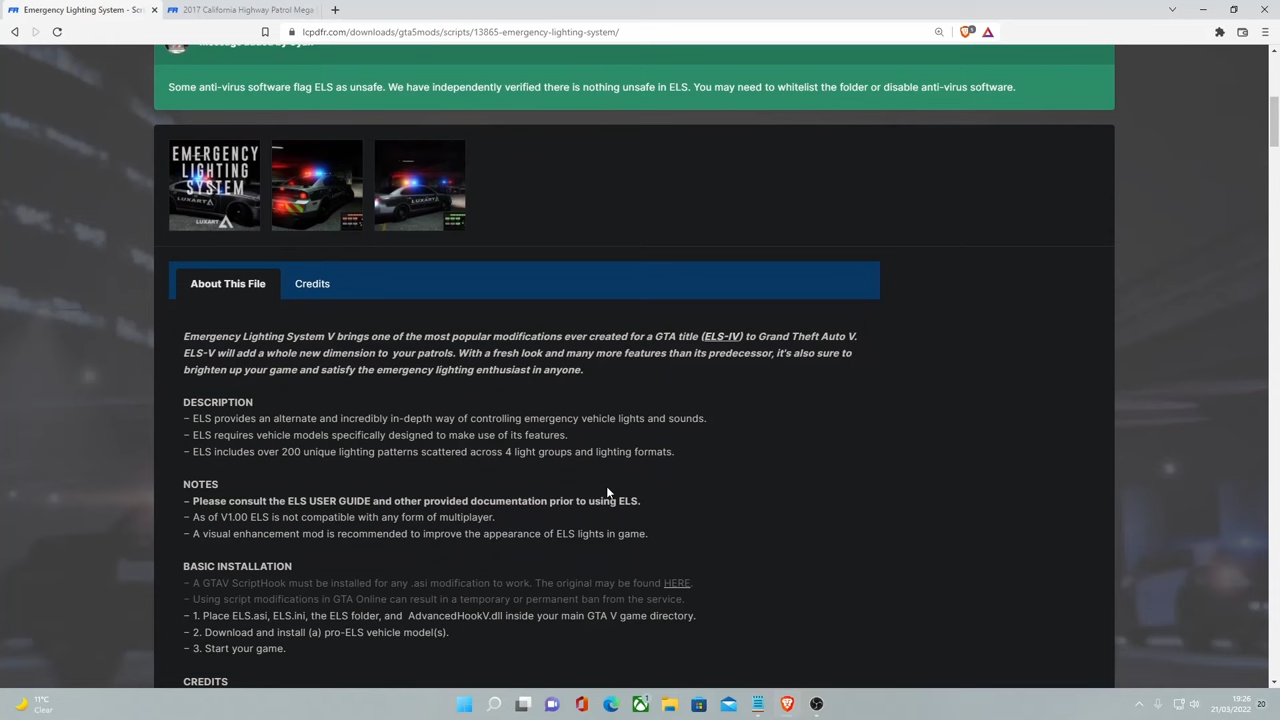 Emergency Lighting System - Scr
2017 California Highway Patrol Mega
lcpdfr.com/downloads/gta5mods/scripts/13865-emergency-lighting-system/
Some anti-virus software flag ELS as unsafe. We have independently verified there is nothing unsafe in ELS. You may need to whitelist the folder or disable anti-virus software.
EMERGENCY
LIGHTING
SYSTEM
LUXART
About This File
Credits
Emergency Lighting System V brings one of the most popular modifications ever created for a GTA title (ELS-IV) to Grand Theft Auto V.
ELS-V will add a whole new dimension to your patrols. With a fresh look and many more features than its predecessor, it's also sure to
brighten up your game and satisfy the emergency lighting enthusiast in anyone.
DESCRIPTION
– ELS provides an alternate and incredibly in-depth way of controlling emergency vehicle lights and sounds.
– ELS requires vehicle models specifically designed to make use of its features.
– ELS includes over 200 unique lighting patterns scattered across 4 light groups and lighting formats.
NOTES
– Please consult the ELS USER GUIDE and other provided documentation prior to using ELS.
– As of V1.00 ELS is not compatible with any form of multiplayer.
– A visual enhancement mod is recommended to improve the appearance of ELS lights in game.
BASIC INSTALLATION
– A GTAV ScriptHook must be installed for any .asi modification to work. The original may be found HERE.
– Using script modifications in GTA Online can result in a temporary or permanent ban from the service.
– 1. Place ELS.asi, ELS.ini, the ELS folder, and AdvancedHookV.dll inside your main GTA V game directory.
– 2. Download and install (a) pro-ELS vehicle model(s).
– 3. Start your game.
CREDITS
11°C
Clear
19:26
21/03/2022
20